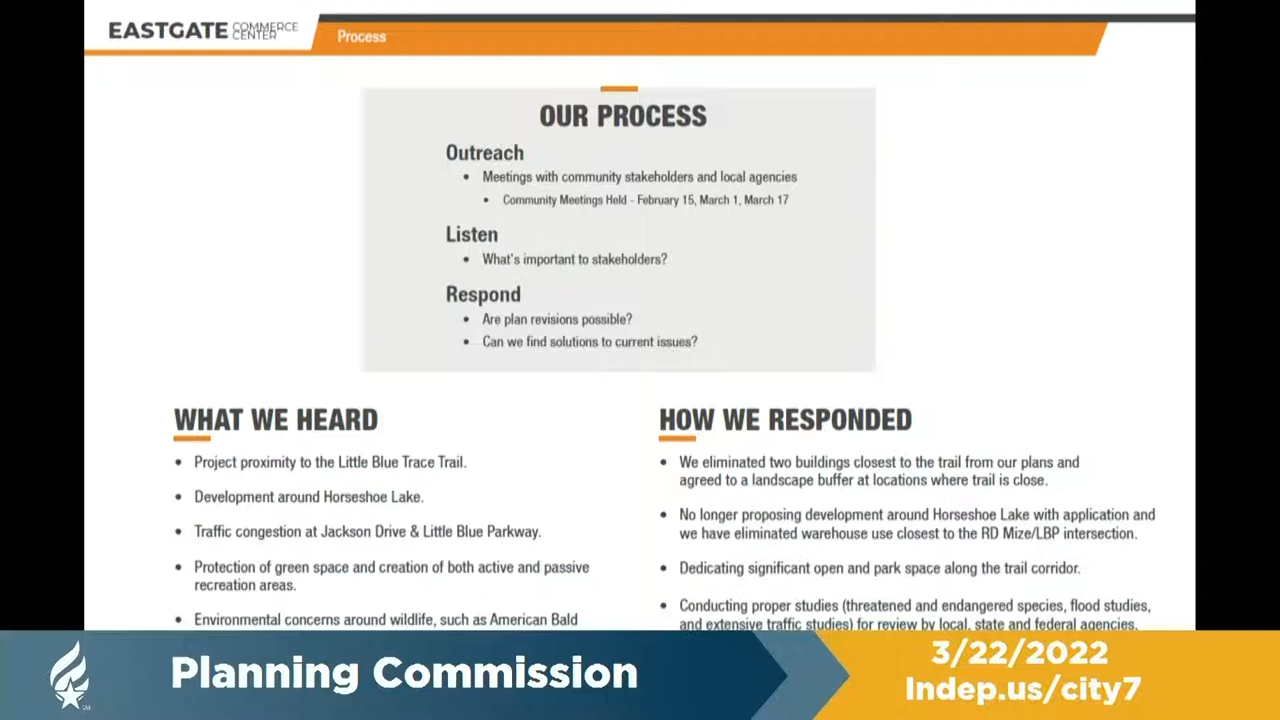 EASTGATE COMMERCE CENTER
Process
OUR PROCESS
Outreach
• Meetings with community stakeholders and local agencies
• Community Meetings Held - February 15, March 1, March 17
Listen
• What's important to stakeholders?
Respond
• Are plan revisions possible?
• Can we find solutions to current issues?
WHAT WE HEARD
• Project proximity to the Little Blue Trace Trail.
• Development around Horseshoe Lake.
• Traffic congestion at Jackson Drive & Little Blue Parkway.
• Protection of green space and creation of both active and passive
recreation areas.
• Environmental concerns around wildlife, such as American Bald
HOW WE RESPONDED
• We eliminated two buildings closest to the trail from our plans and
agreed to a landscape buffer at locations where trail is close.
• No longer proposing development around Horseshoe Lake with application and
we have eliminated warehouse use closest to the RD Mize/LBP intersection.
• Dedicating significant open and park space along the trail corridor.
• Conducting proper studies (threatened and endangered species, flood studies,
and extensive traffic studies) for review by local, state and federal agencies.
Planning Commission
3/22/2022
Indep.us/city7